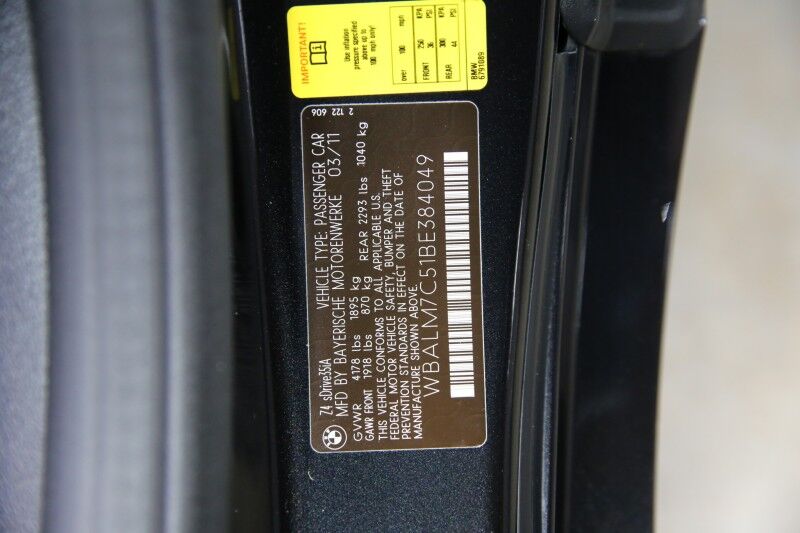 IMPORTANT!
Use inflation
pressure specified
above up to
100 mph only!
over 100 mph
KPA PSI KPA PSI
FRONT 250 36
REAR 300 44
BMW
6791089
2 122 606
Z4 sDrive35iA VEHICLE TYPE: PASSENGER CAR
MFD BY BAYERISCHE MOTORENWERKE 03/11
GVWR 4178 lbs 1895 kg
GAWR FRONT 1918 lbs 870 kg REAR 2293 lbs 1040 kg
THIS VEHICLE CONFORMS TO ALL APPLICABLE U.S.
FEDERAL MOTOR VEHICLE SAFETY, BUMPER AND THEFT
PREVENTION STANDARDS IN EFFECT ON THE DATE OF
MANUFACTURE SHOWN ABOVE.
WBALM7C51BE384049
BMW